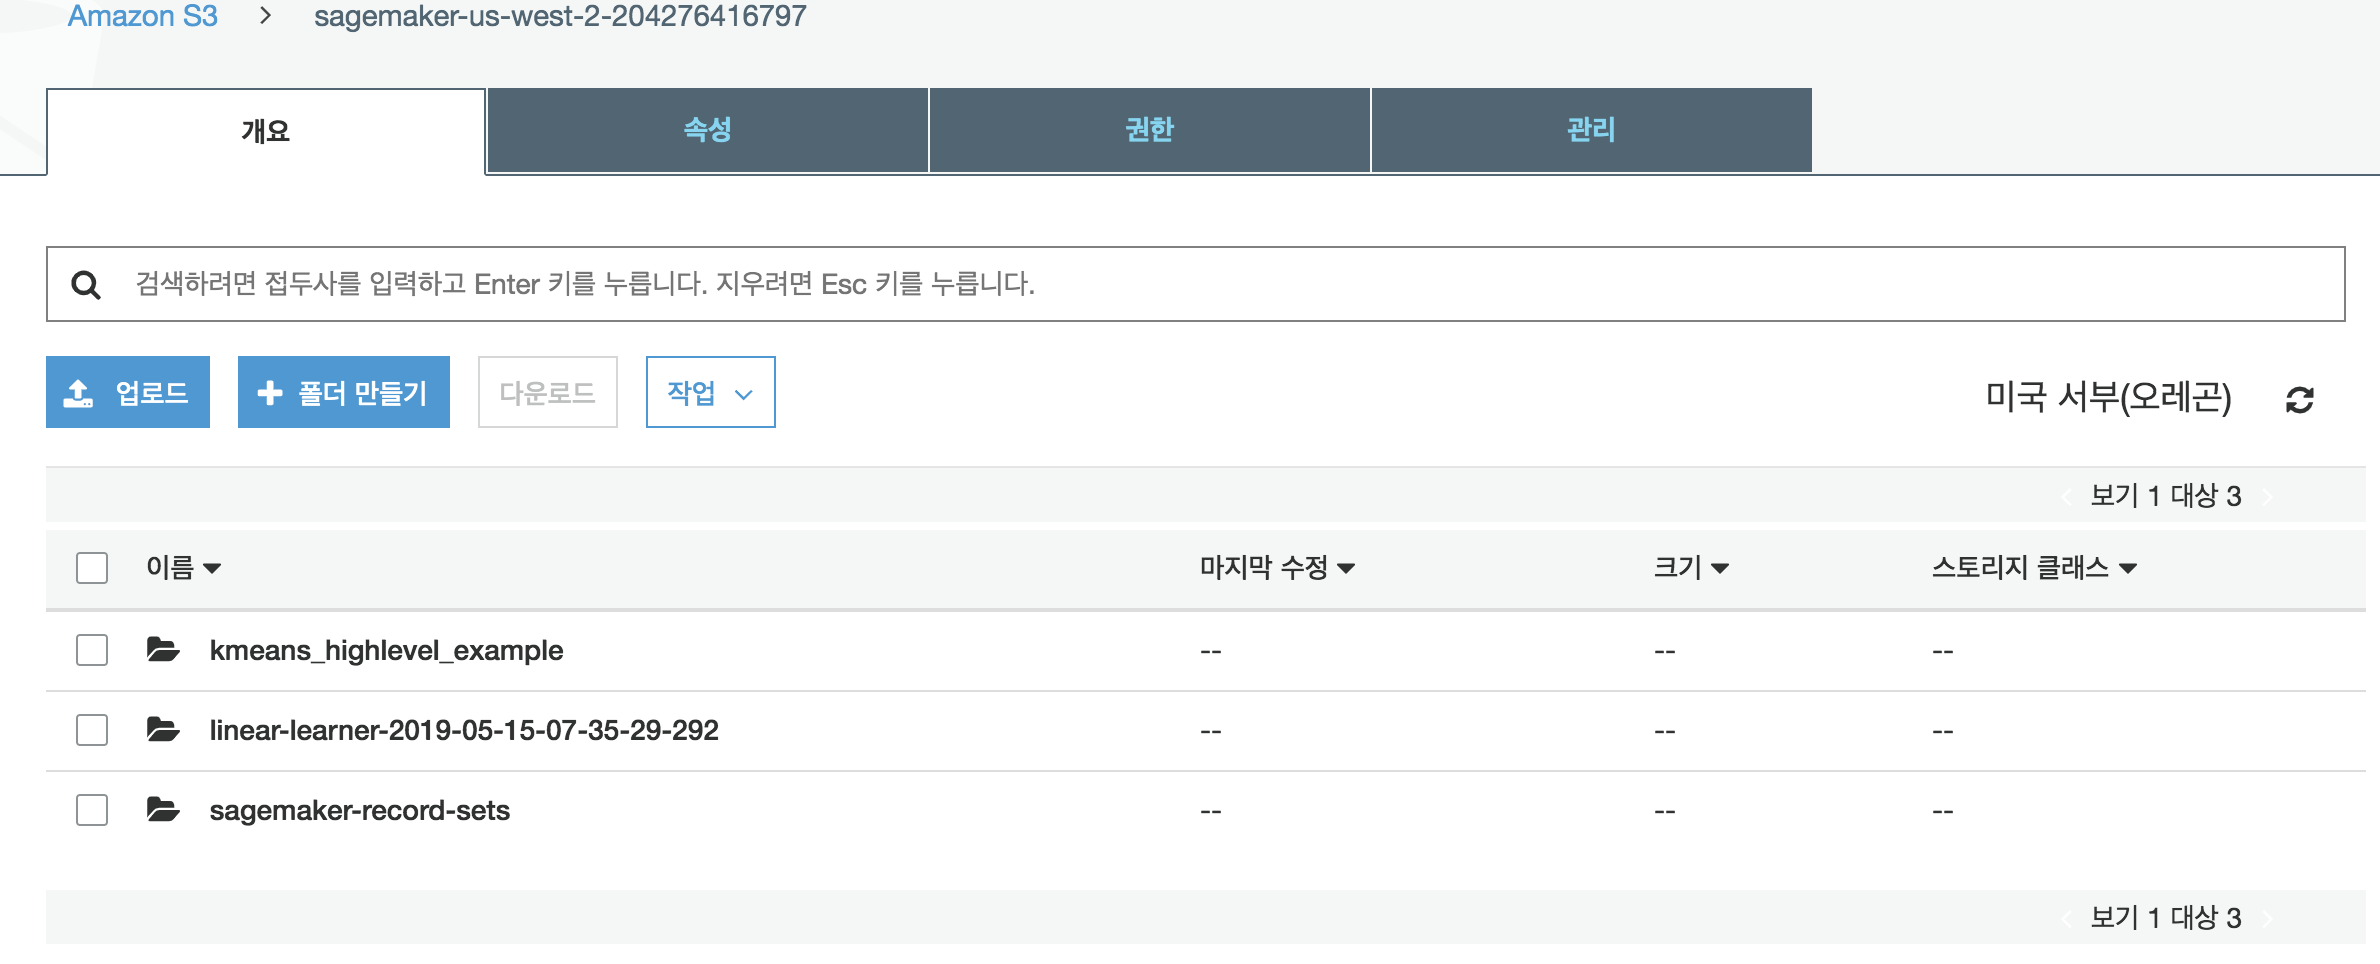 Amazon S3 > sagemaker-us-west-2-204276416797
개요 속성 권한 관리
검색하려면 접두사를 입력하고 Enter 키를 누릅니다. 지우려면 Esc 키를 누릅니다.
업로드 폴더 만들기 다운로드 작업 미국 서부(오레곤)
보기 1 대상 3
이름 마지막 수정 크기 스토리지 클래스
kmeans_highlevel_example -- -- --
linear-learner-2019-05-15-07-35-29-292 -- -- --
sagemaker-record-sets -- -- --
보기 1 대상 3